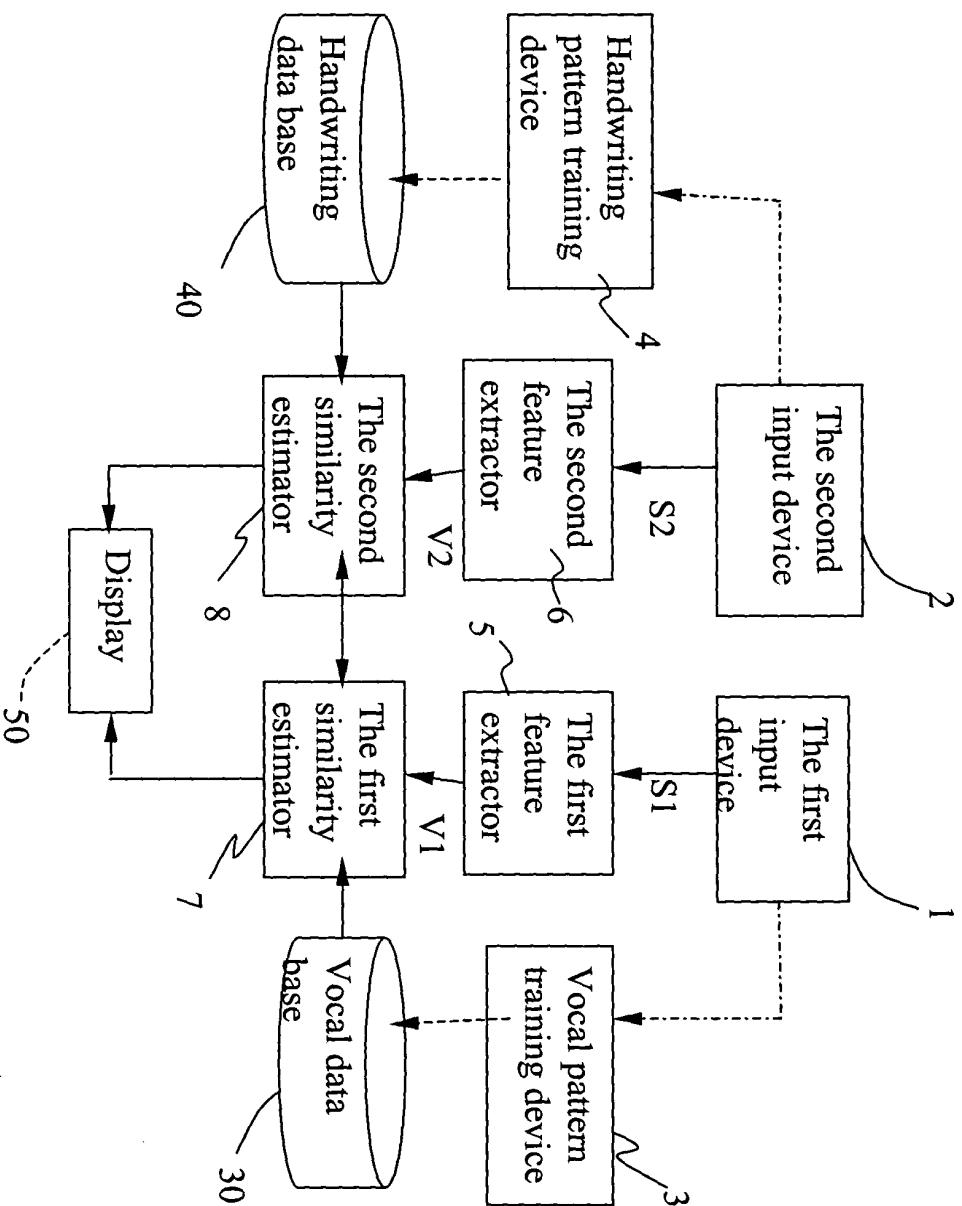 2
The second
input device
1
The first
input
device
S2
S1
Handwriting
pattern training
device
4
The second
feature
extractor
6
5
The first
feature
extractor
Vocal pattern
training device
3
V2
V1
Handwriting
data base
40
The second
similarity
estimator
8
The first
similarity
estimator
7
Vocal data
base
30
Display
50